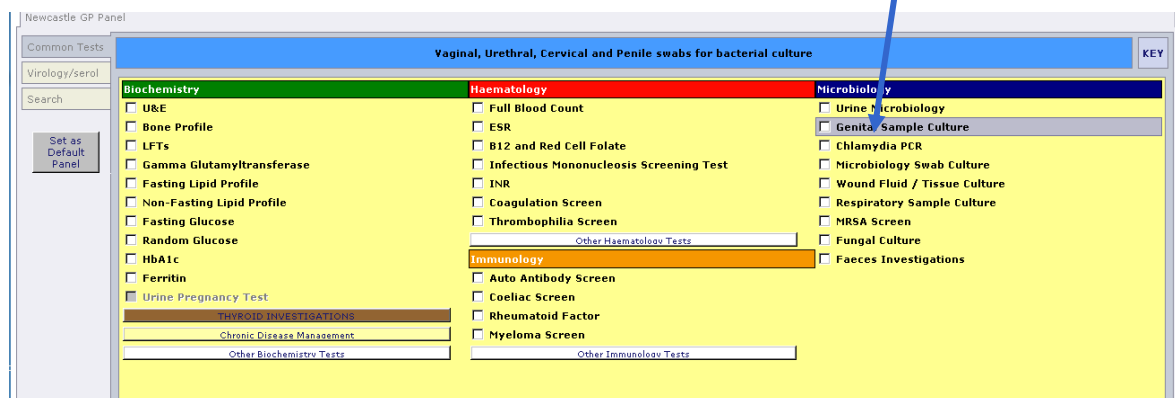 Newcastle GP Panel
Common Tests
Virology/serol
Search
Set as
Default
Panel
Vaginal, Urethral, Cervical and Penile swabs for bacterial culture
KEY
Biochemistry
U&E
Bone Profile
LFTs
Gamma Glutamyltransferase
Fasting Lipid Profile
Non-Fasting Lipid Profile
Fasting Glucose
Random Glucose
HbA1c
Ferritin
Urine Pregnancy Test
THYROID INVESTIGATIONS
Chronic Disease Management
Other Biochemistry Tests
Haematology
Full Blood Count
ESR
B12 and Red Cell Folate
Infectious Mononucleosis Screening Test
INR
Coagulation Screen
Thrombophilia Screen
Other Haematology Tests
Immunology
Auto Antibody Screen
Coeliac Screen
Rheumatoid Factor
Myeloma Screen
Other Immunology Tests
Microbiology
Urine Microbiology
Genital Sample Culture
Chlamydia PCR
Microbiology Swab Culture
Wound Fluid / Tissue Culture
Respiratory Sample Culture
MRSA Screen
Fungal Culture
Faeces Investigations